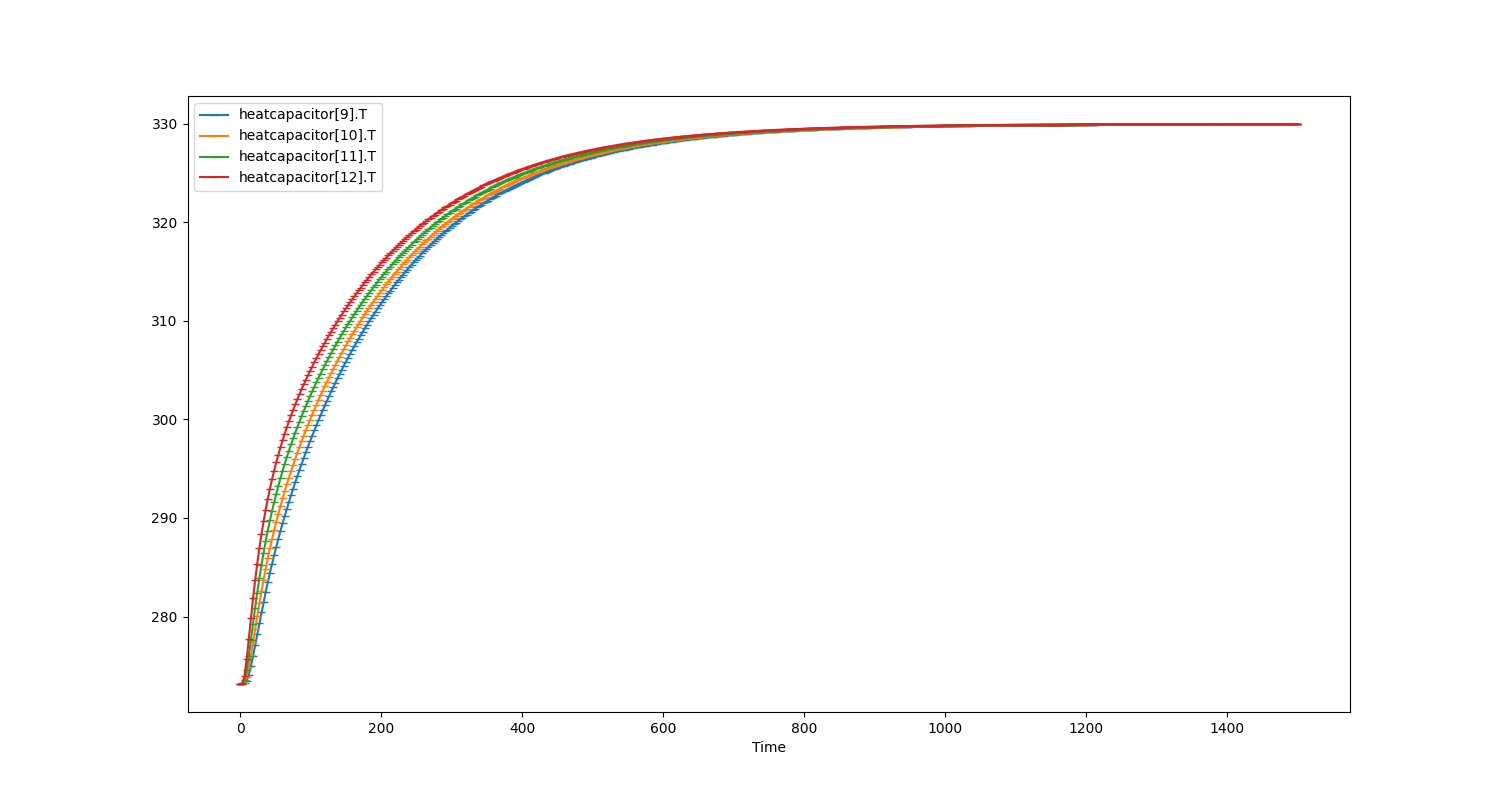 heatcapacitor[9].T
heatcapacitor[10].T
heatcapacitor[11].T
heatcapacitor[12].T
330
320
310
300
290
280
0 200 400 600 800 1000 1200 1400
Time